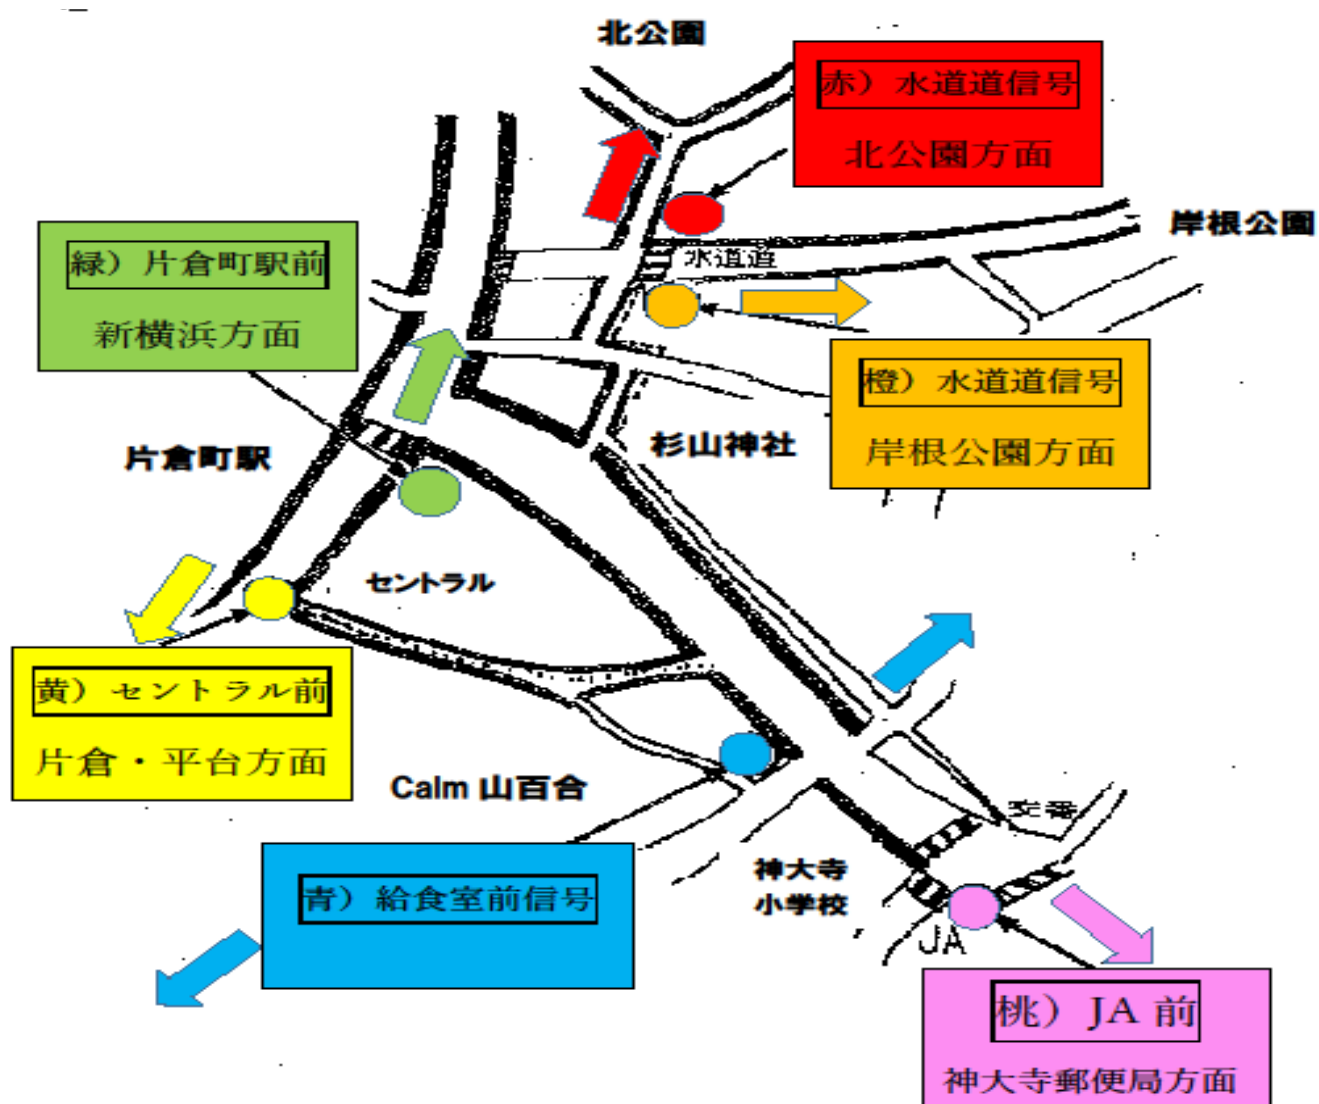 北公園
赤）水道道信号
北公園方面
岸根公園
緑）片倉町駅前
新横浜方面
水道道
橙）水道道信号
岸根公園方面
片倉町駅
杉山神社
セントラル
黄）セントラル前
片倉・平台方面
Calm 山百合
交番
神大寺
小学校
青）給食室前信号
JA
桃）JA 前
神大寺郵便局方面